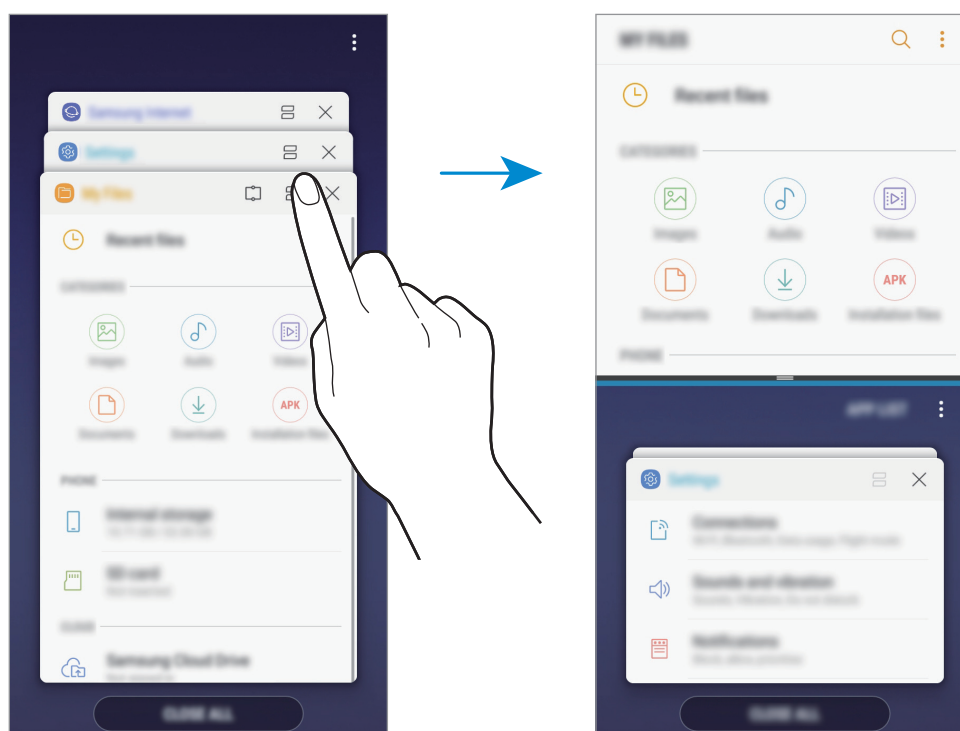 Samsung Internet
Settings
My Files
Recent files
CATEGORIES
Images
Audio
Videos
APK
Documents
Downloads
Installation files
PHONE
Internal storage
SD card
Not inserted
CLOUD
Samsung Cloud Drive
CLOSE ALL
MY FILES
Recent files
CATEGORIES
Images
Audio
Videos
APK
Documents
Downloads
Installation files
PHONE
APP LIST
Settings
Connections
Sounds and vibration
Notifications
CLOSE ALL